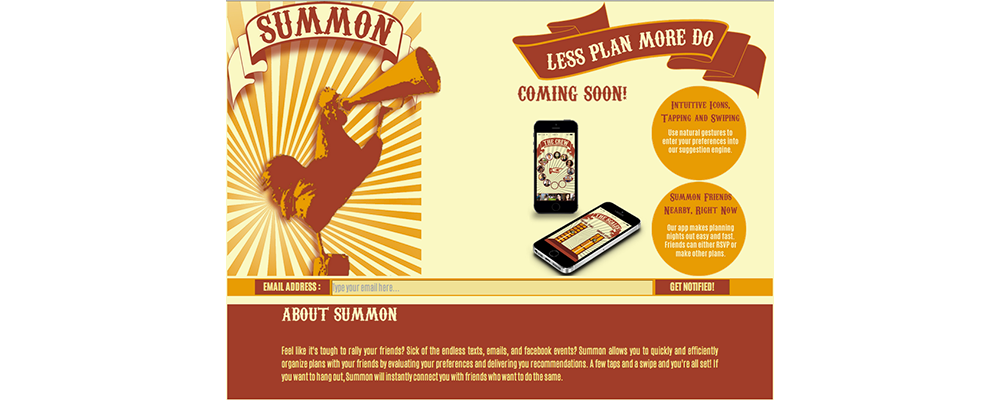 SUMMON
LESS PLAN MORE DO
COMING SOON!
THE CREW
INTUITIVE ICONS,
TAPPING AND SWIPING
Use natural gestures to
enter your preferences into
our suggestion engine.
SUMMON FRIENDS
NEARBY, RIGHT NOW
Our app makes planning
nights out easy and fast.
Friends can either RSVP or
make other plans.
EMAIL ADDRESS :
type your email here...
GET NOTIFIED!
ABOUT SUMMON
Feel like it's tough to rally your friends? Sick of the endless texts, emails, and facebook events? Summon allows you to quickly and efficiently
organize plans with your friends by evaluating your preferences and delivering you recommendations. A few taps and a swipe and you're all set! If
you want to hang out, Summon will instantly connect you with friends who want to do the same.